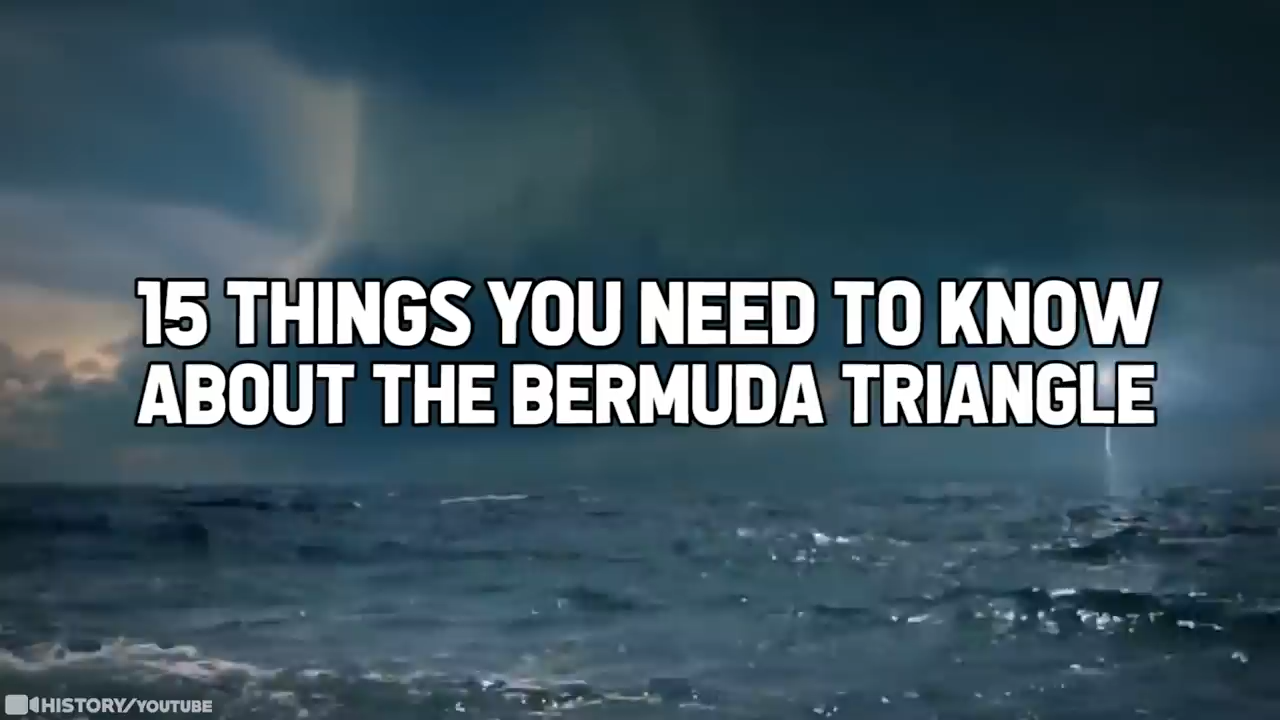 15 THINGS YOU NEED TO KNOW
ABOUT THE BERMUDA TRIANGLE
HISTORY/YOUTUBE